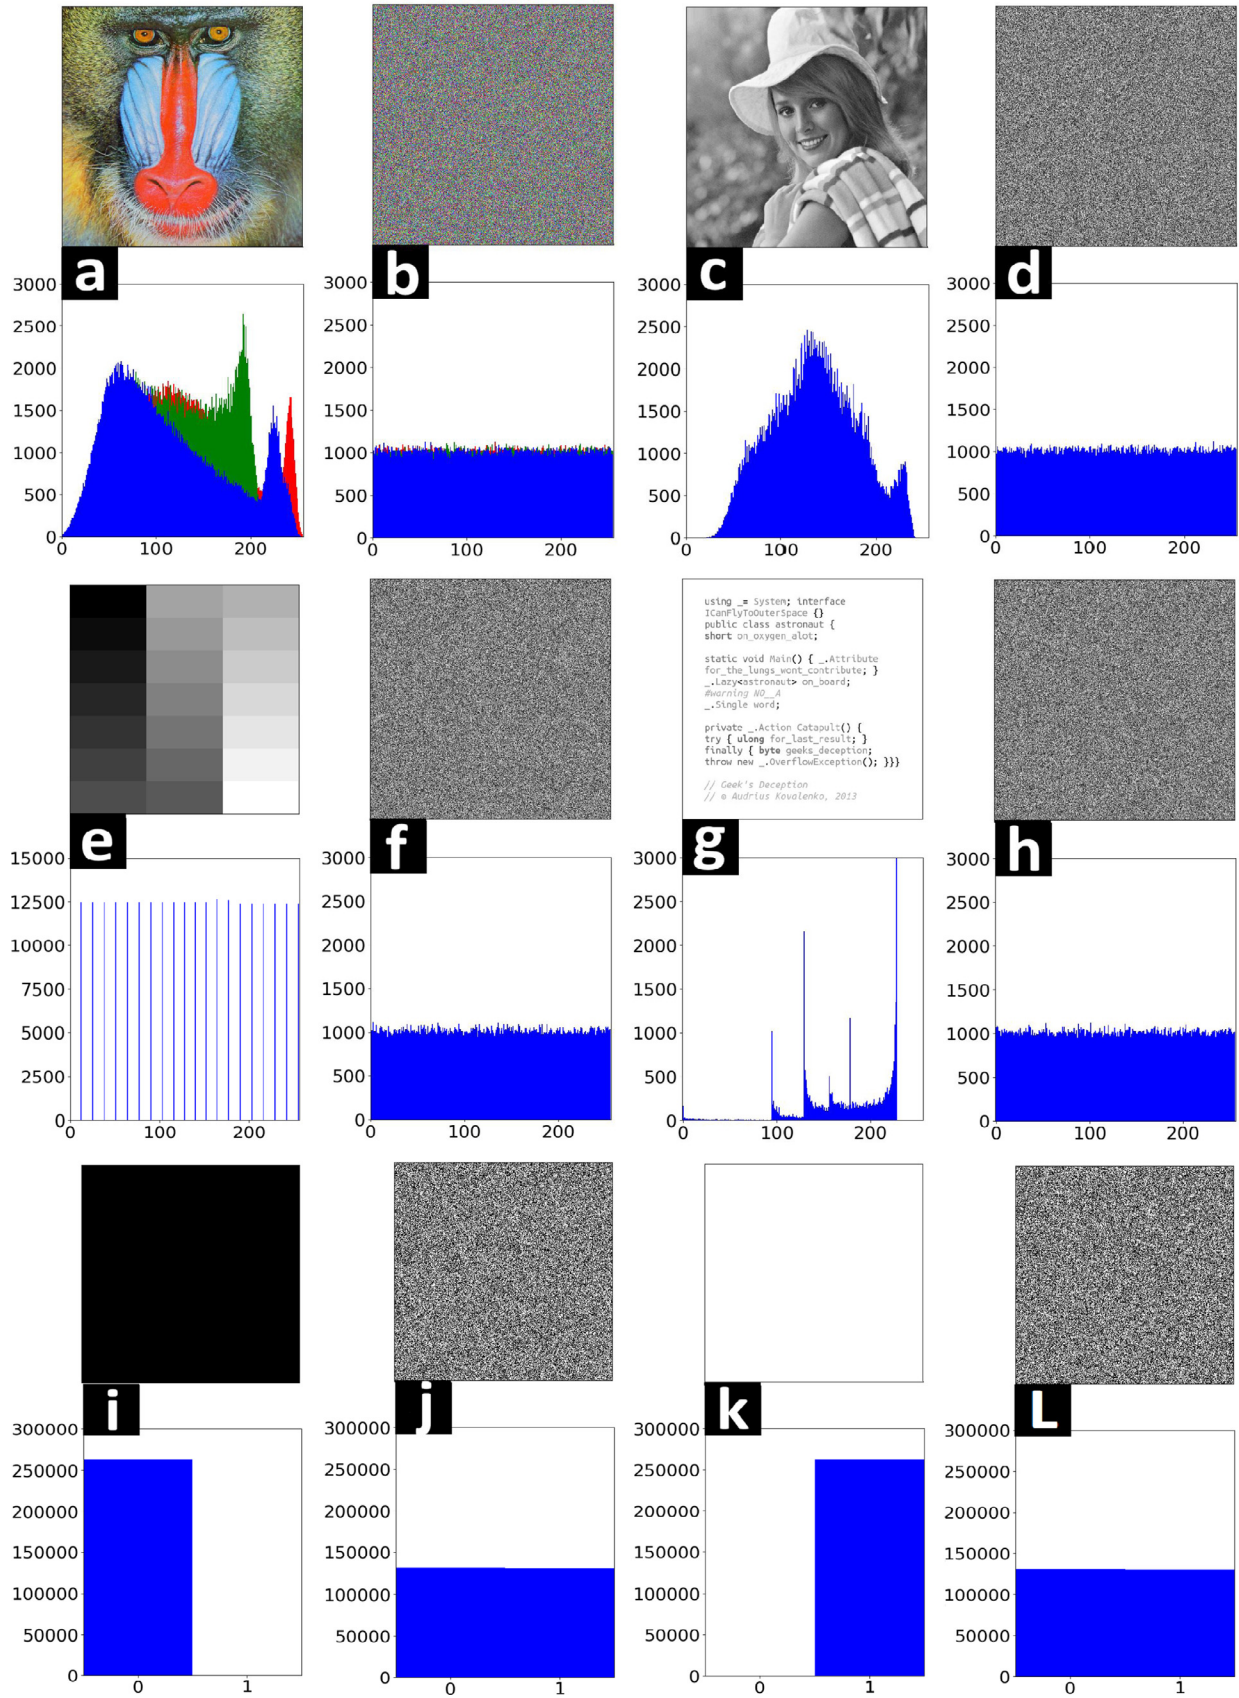 a
b
c
d
3000
2500
2000
1500
1000
500
0
0 100 200
3000
2500
2000
1500
1000
500
0
0 100 200
3000
2500
2000
1500
1000
500
0
0 100 200
3000
2500
2000
1500
1000
500
0
0 100 200
using _= System; interface
ICanFlyToOuterSpace {}
public class astronaut {
short on_oxygen_alot;
static void Main() { _.Attribute
for_the_lungs_wont_contribute; }
_.Lazy<astronaut> on_board;
#warning NO__A
_.Single word;
private _.Action Catapult() {
try { ulong for_last_result; }
finally { byte geeks_deception;
throw new _.OverflowException(); }}}
// Geek's Deception
// © Audrius Kovalenko, 2013
e
f
g
h
15000
12500
10000
7500
5000
2500
0
0 100 200
3000
2500
2000
1500
1000
500
0
0 100 200
3000
2500
2000
1500
1000
500
0
0 100 200
3000
2500
2000
1500
1000
500
0
0 100 200
i
j
k
L
300000
250000
200000
150000
100000
50000
0
0 1
300000
250000
200000
150000
100000
50000
0
0 1
300000
250000
200000
150000
100000
50000
0
0 1
300000
250000
200000
150000
100000
50000
0
0 1